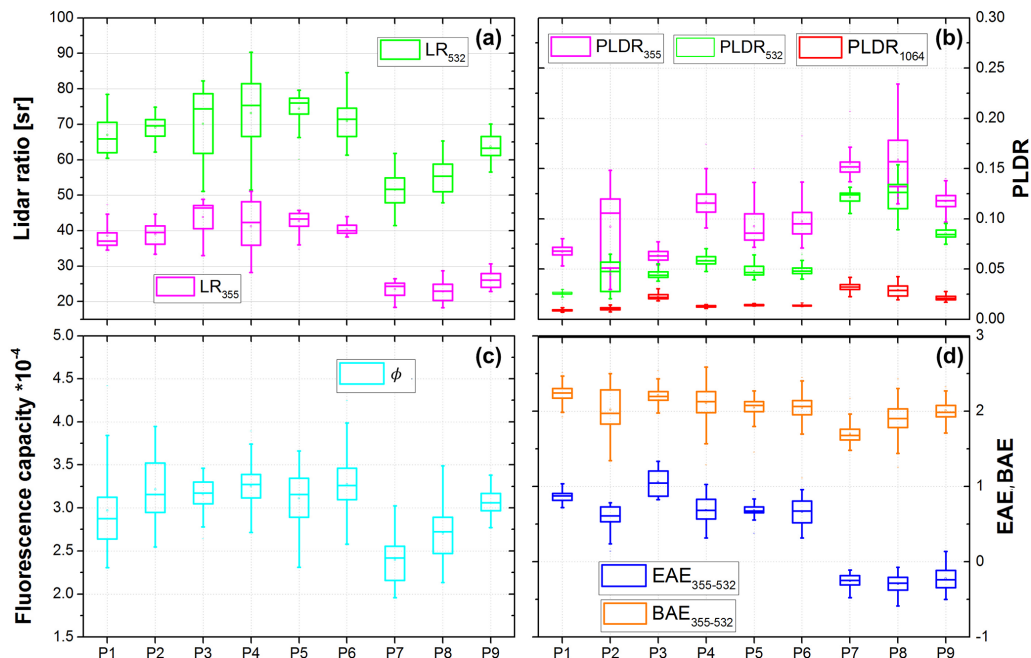 100
90
80
70
60
50
40
30
20
Lidar ratio [sr]
(a)
LR532
LR355
(b)
PLDR355
PLDR532
PLDR1064
0.30
0.25
0.20
0.15
0.10
0.05
0.00
PLDR
5.0
4.5
4.0
3.5
3.0
2.5
2.0
1.5
Fluorescence capacity *10-4
(c)
ϕ
(d)
EAE355-532
BAE355-532
3
2
1
0
-1
EAE, BAE
P1 P2 P3 P4 P5 P6 P7 P8 P9
P1 P2 P3 P4 P5 P6 P7 P8 P9